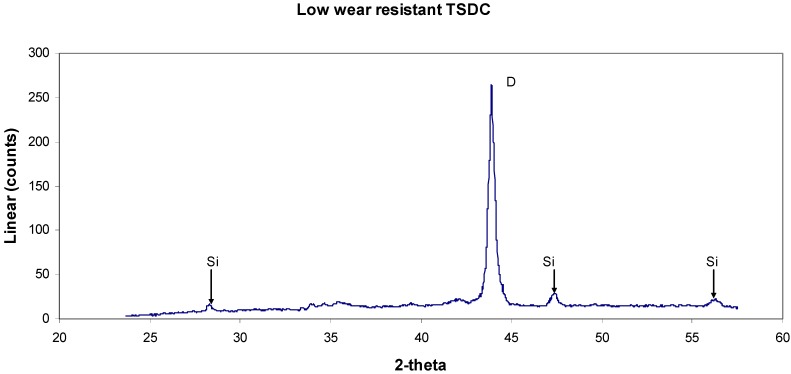 Low wear resistant TSDC
300
250
200
150
100
50
0
Linear (counts)
D
Si
Si
Si
20 25 30 35 40 45 50 55 60
2-theta